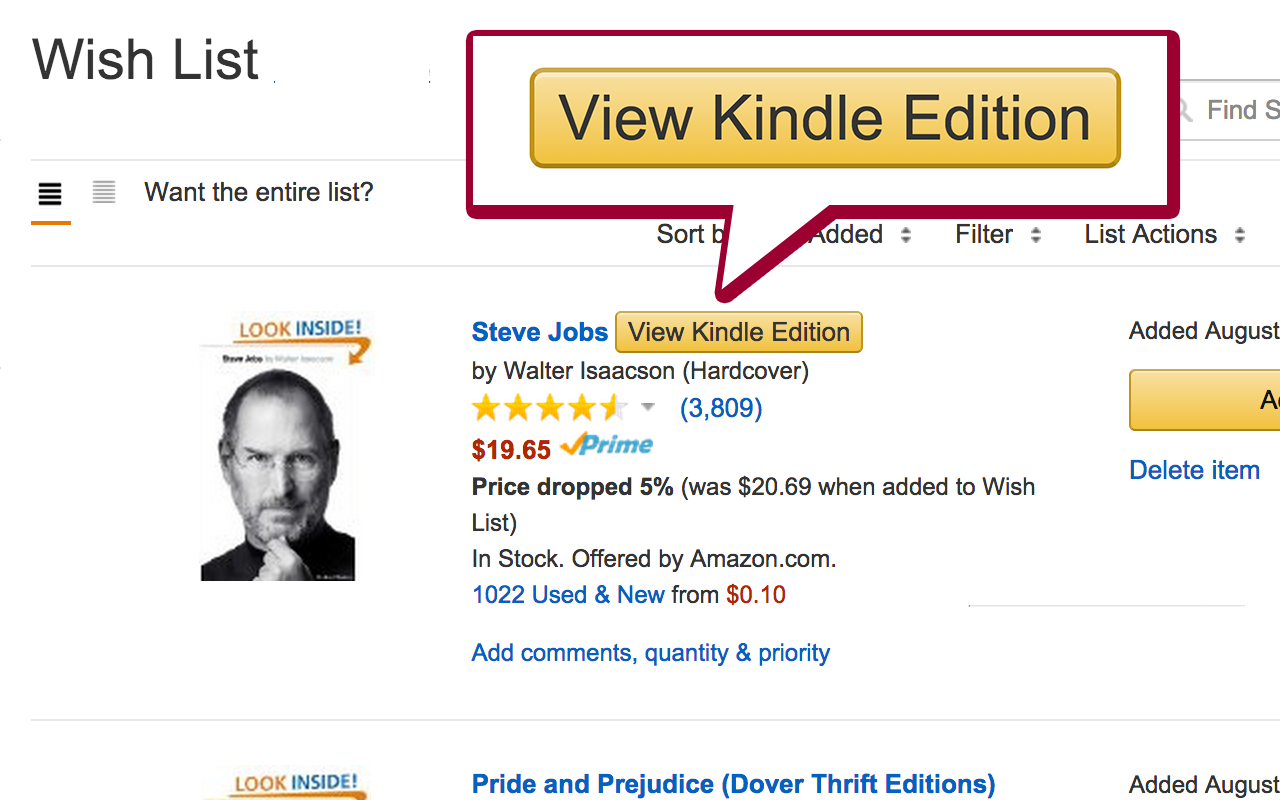 Wish List
View Kindle Edition
Find S
Want the entire list?
Sort b
Added
Filter
List Actions
LOOK INSIDE!
Steve Jobs by Walter Isaacson
Steve Jobs View Kindle Edition
by Walter Isaacson (Hardcover)
(3,809)
$19.65 Prime
Price dropped 5% (was $20.69 when added to Wish
List)
In Stock. Offered by Amazon.com.
1022 Used & New from $0.10
Add comments, quantity & priority
Added August
Delete item
LOOK INSIDE!
Pride and Prejudice (Dover Thrift Editions)
Added August